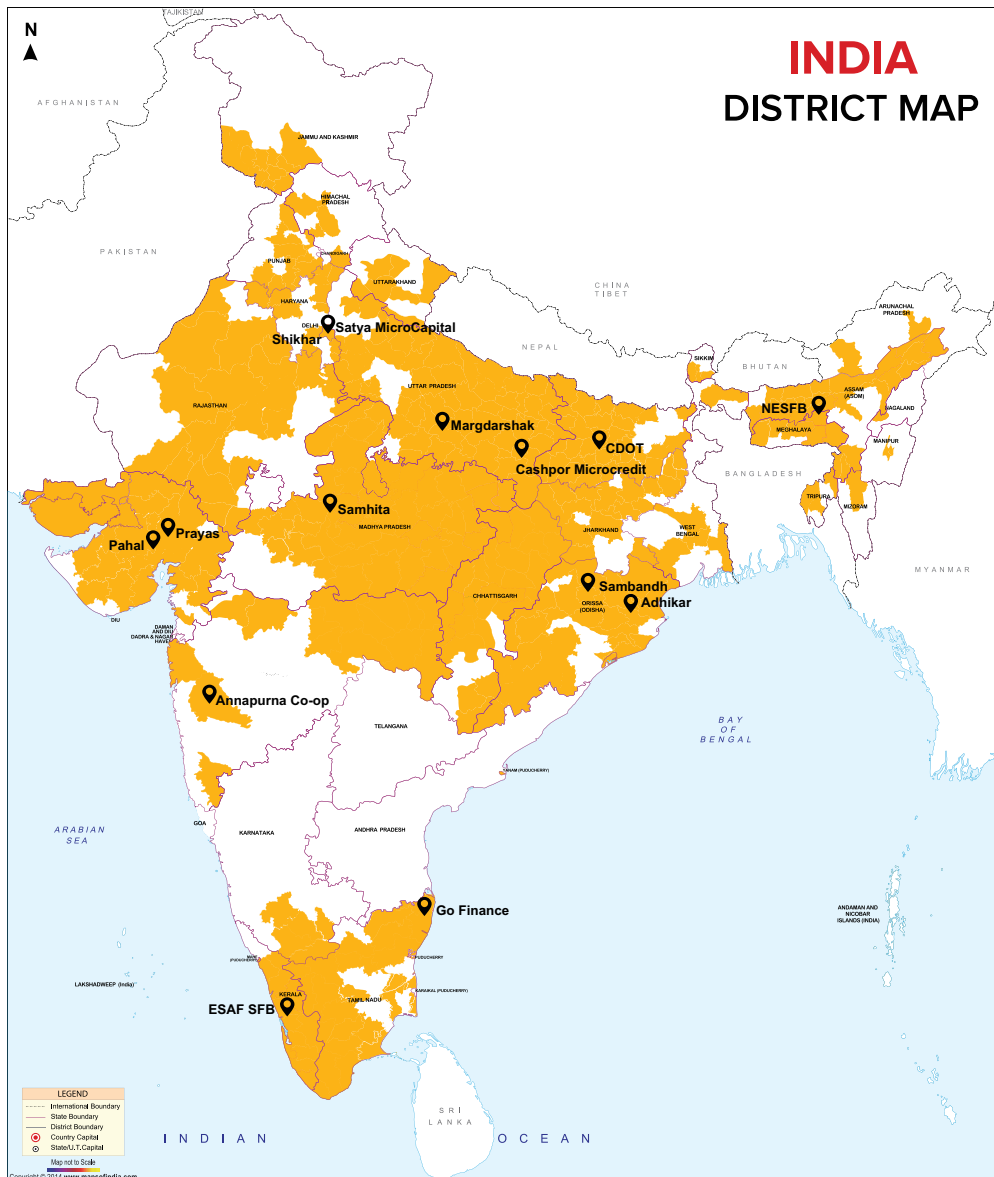 TAJIKISTAN
N
INDIA
DISTRICT MAP
AFGHANISTAN
JAMMU AND KASHMIR
HIMACHAL
PRADESH
PAKISTAN
CHANDIGARH
PUNJAB
UTTARAKHAND
CHINA
TIBET
HARYANA
ARUNACHAL
PRADESH
DELHI
Satya MicroCapital
Shikhar
NEPAL
SIKKIM
BHUTAN
UTTAR PRADESH
ASSAM
(ASOM)
RAJASTHAN
NESFB
NAGALAND
Margdarshak
MEGHALAYA
CDOT
MANIPUR
Cashpor Microcredit
BANGLADESH
TRIPURA
MIZORAM
Samhita
MADHYA PRADESH
JHARKHAND
WEST
BENGAL
Prayas
Pahal
MYANMAR
Sambandh
CHHATTISGARH
ORISSA
(ODISHA)
Adhikar
DIU
DAMAN
AND DIU
DADRA & NAGAR
HAVELI
Annapurna Co-op
TELANGANA
BAY
OF
BENGAL
YANAM (PUDUCHERRY)
GOA
ARABIAN
SEA
KARNATAKA
ANDHRA PRADESH
Go Finance
ANDAMAN AND
NICOBAR
ISLANDS (INDIA)
MAHE
(PUDUCHERRY)
PUDUCHERRY
LAKSHADWEEP (India)
KARAIKAL (PUDUCHERRY)
KERALA
TAMIL NADU
ESAF SFB
SRI
LANKA
INDIAN OCEAN
LEGEND
International Boundary
State Boundary
District Boundary
Country Capital
State/U.T.Capital
Map not to Scale
Copyright © 2014 www.mapsofindia.com